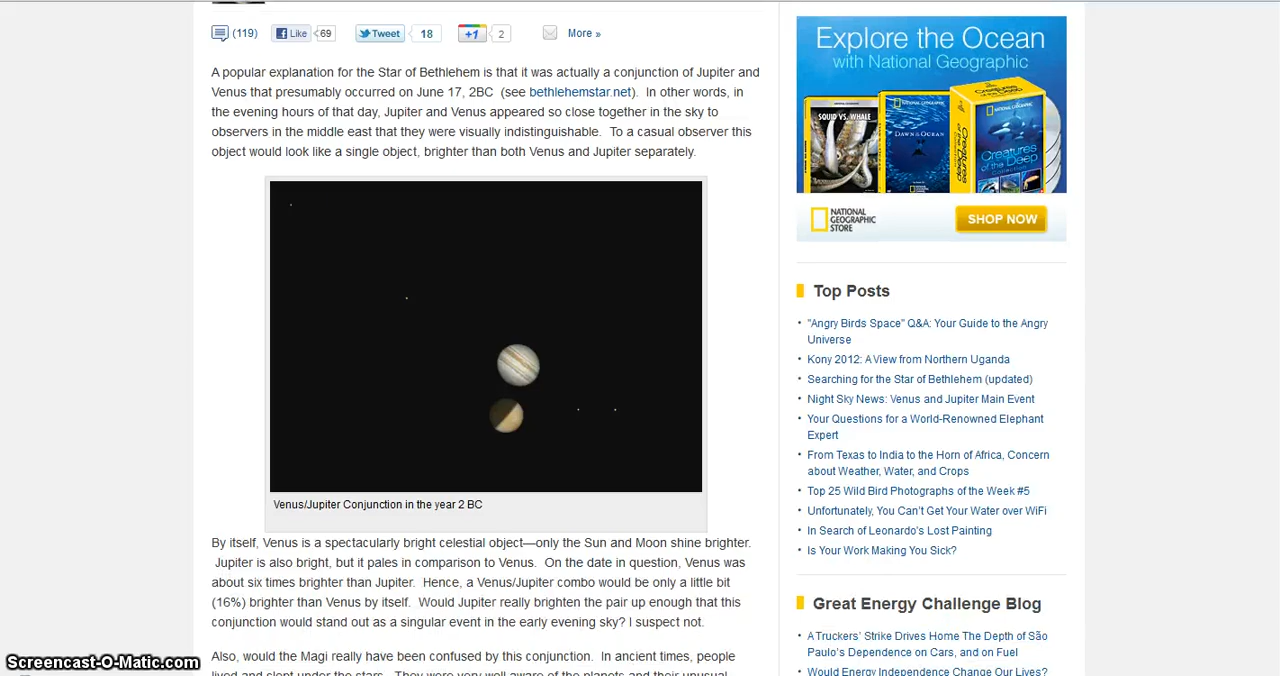 (119)
Like
69
Tweet
18
+1
2
More »
A popular explanation for the Star of Bethlehem is that it was actually a conjunction of Jupiter and
Venus that presumably occurred on June 17, 2BC (see bethlehemstar.net). In other words, in
the evening hours of that day, Jupiter and Venus appeared so close together in the sky to
observers in the middle east that they were visually indistinguishable. To a casual observer this
object would look like a single object, brighter than both Venus and Jupiter separately.
Venus/Jupiter Conjunction in the year 2 BC
By itself, Venus is a spectacularly bright celestial object—only the Sun and Moon shine brighter.
Jupiter is also bright, but it pales in comparison to Venus. On the date in question, Venus was
about six times brighter than Jupiter. Hence, a Venus/Jupiter combo would be only a little bit
(16%) brighter than Venus by itself. Would Jupiter really brighten the pair up enough that this
conjunction would stand out as a singular event in the early evening sky? I suspect not.
Also, would the Magi really have been confused by this conjunction. In ancient times, people
lived and slept under the stars. They were very well aware of the planets and their unusual
Explore the Ocean
with National Geographic
SQUID VS. WHALE
DAWN OF THE OCEAN
NATIONAL GEOGRAPHIC
Creatures of the Deep
Creatures
of the Deep
NATIONAL
GEOGRAPHIC
STORE
SHOP NOW
Top Posts
• "Angry Birds Space" Q&A: Your Guide to the Angry
Universe
• Kony 2012: A View from Northern Uganda
• Searching for the Star of Bethlehem (updated)
• Night Sky News: Venus and Jupiter Main Event
• Your Questions for a World-Renowned Elephant
Expert
• From Texas to India to the Horn of Africa, Concern
about Weather, Water, and Crops
• Top 25 Wild Bird Photographs of the Week #5
• Unfortunately, You Can't Get Your Water over WiFi
• In Search of Leonardo's Lost Painting
• Is Your Work Making You Sick?
Great Energy Challenge Blog
• A Truckers' Strike Drives Home The Depth of São
Paulo's Dependence on Cars, and on Fuel
• Would Energy Independence Change Our Lives?
Screencast-O-Matic.com